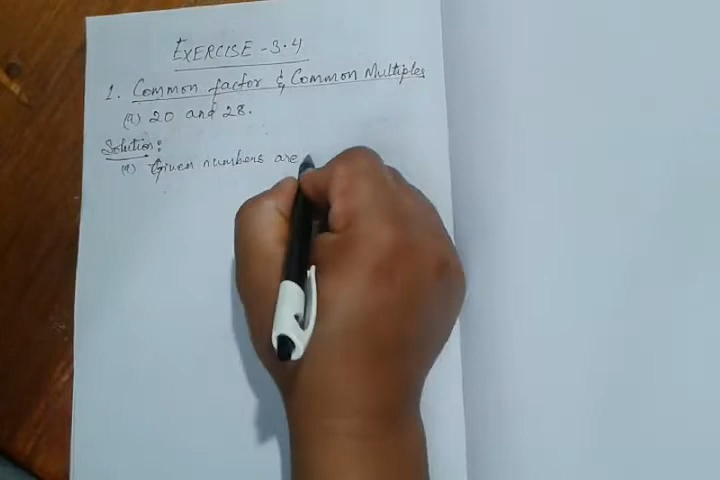 EXERCISE - 3.4
1. Common factor & Common Multiples
(a) 20 and 28.
Solution:
(a) Given numbers are